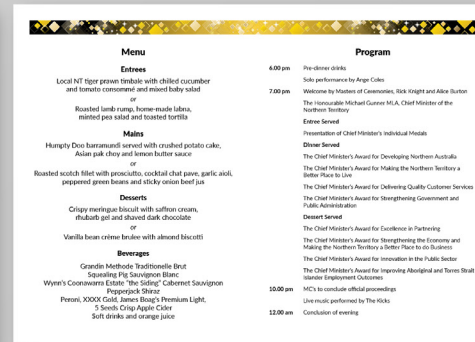 Menu
Entrees
Local NT tiger prawn timbale with chilled cucumber
and tomato consommé and mixed baby salad
or
Roasted lamb rump, home-made labna,
minted pea salad and toasted tortilla
Mains
Humpty Doo barramundi served with crushed potato cake,
Asian pak choy and lemon butter sauce
or
Roasted scotch fillet with prosciutto, cocktail chat pave, garlic aioli,
peppered green beans and sticky onion beef jus
Desserts
Crispy meringue biscuit with saffron cream,
rhubarb gel and shaved dark chocolate
or
Vanilla bean crème brulee with almond biscotti
Beverages
Grandin Methode Traditionelle Brut
Squealing Pig Sauvignon Blanc
Wynn's Coonawarra Estate "the Siding" Cabernet Sauvignon
Pepperjack Shiraz
Peroni, XXXX Gold, James Boag's Premium Light,
5 Seeds Crisp Apple Cider
Soft drinks and orange juice
Program
6.00 pm Pre-dinner drinks
Solo performance by Ange Coles
7.00 pm Welcome by Masters of Ceremonies, Rick Knight and Alice Burton
The Honourable Michael Gunner MLA, Chief Minister of the
Northern Territory
Entree Served
Presentation of Chief Minister's Individual Medals
Dinner Served
The Chief Minister's Award for Developing Northern Australia
The Chief Minister's Award for Making the Northern Territory a
Better Place to Live
The Chief Minister's Award for Delivering Quality Customer Services
The Chief Minister's Award for Strengthening Government and
Public Administration
Dessert Served
The Chief Minister's Award for Excellence in Partnering
The Chief Minister's Award for Strengthening the Economy and
Making the Northern Territory a Better Place to do Business
The Chief Minister's Award for Innovation in the Public Sector
The Chief Minister's Award for Improving Aboriginal and Torres Strait
Islander Employment Outcomes
10.00 pm MC's to conclude official proceedings
Live music performed by The Kicks
12.00 am Conclusion of evening